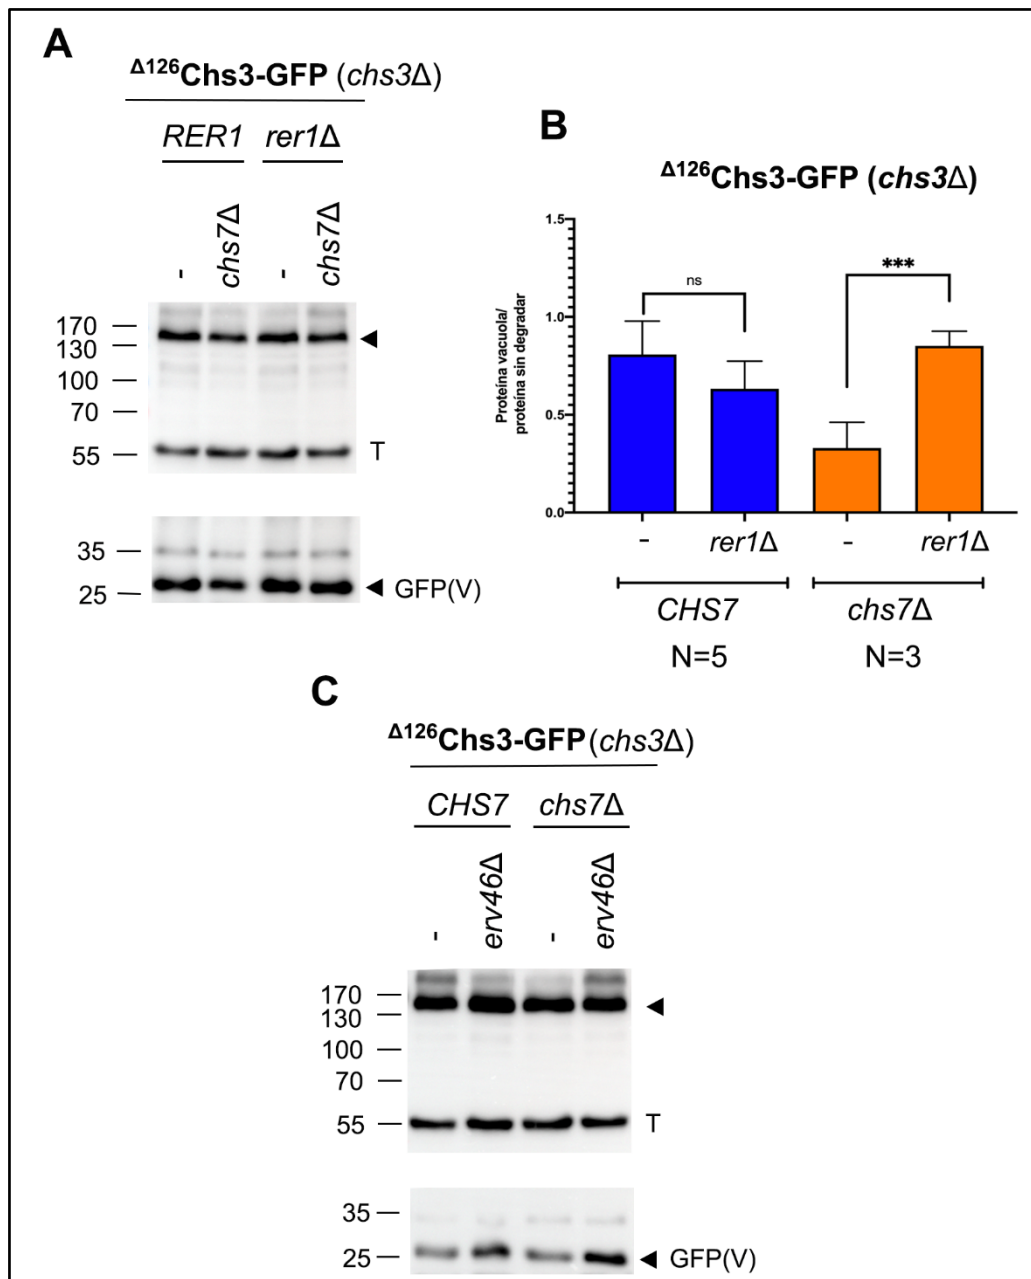 A
Δ126Chs3-GFP (chs3Δ)
RER1 rer1Δ
- chs7Δ - chs7Δ
170
130
100
70
55 T
35
25 GFP(V)
B
Δ126Chs3-GFP (chs3Δ)
Proteína vacuola/
proteína sin degradar
1.5
1.0
0.5
0.0
ns
***
- rer1Δ - rer1Δ
CHS7 chs7Δ
N=5 N=3
C
Δ126Chs3-GFP (chs3Δ)
CHS7 chs7Δ
- erv46Δ - erv46Δ
170
130
100
70
55 T
35
25 GFP(V)